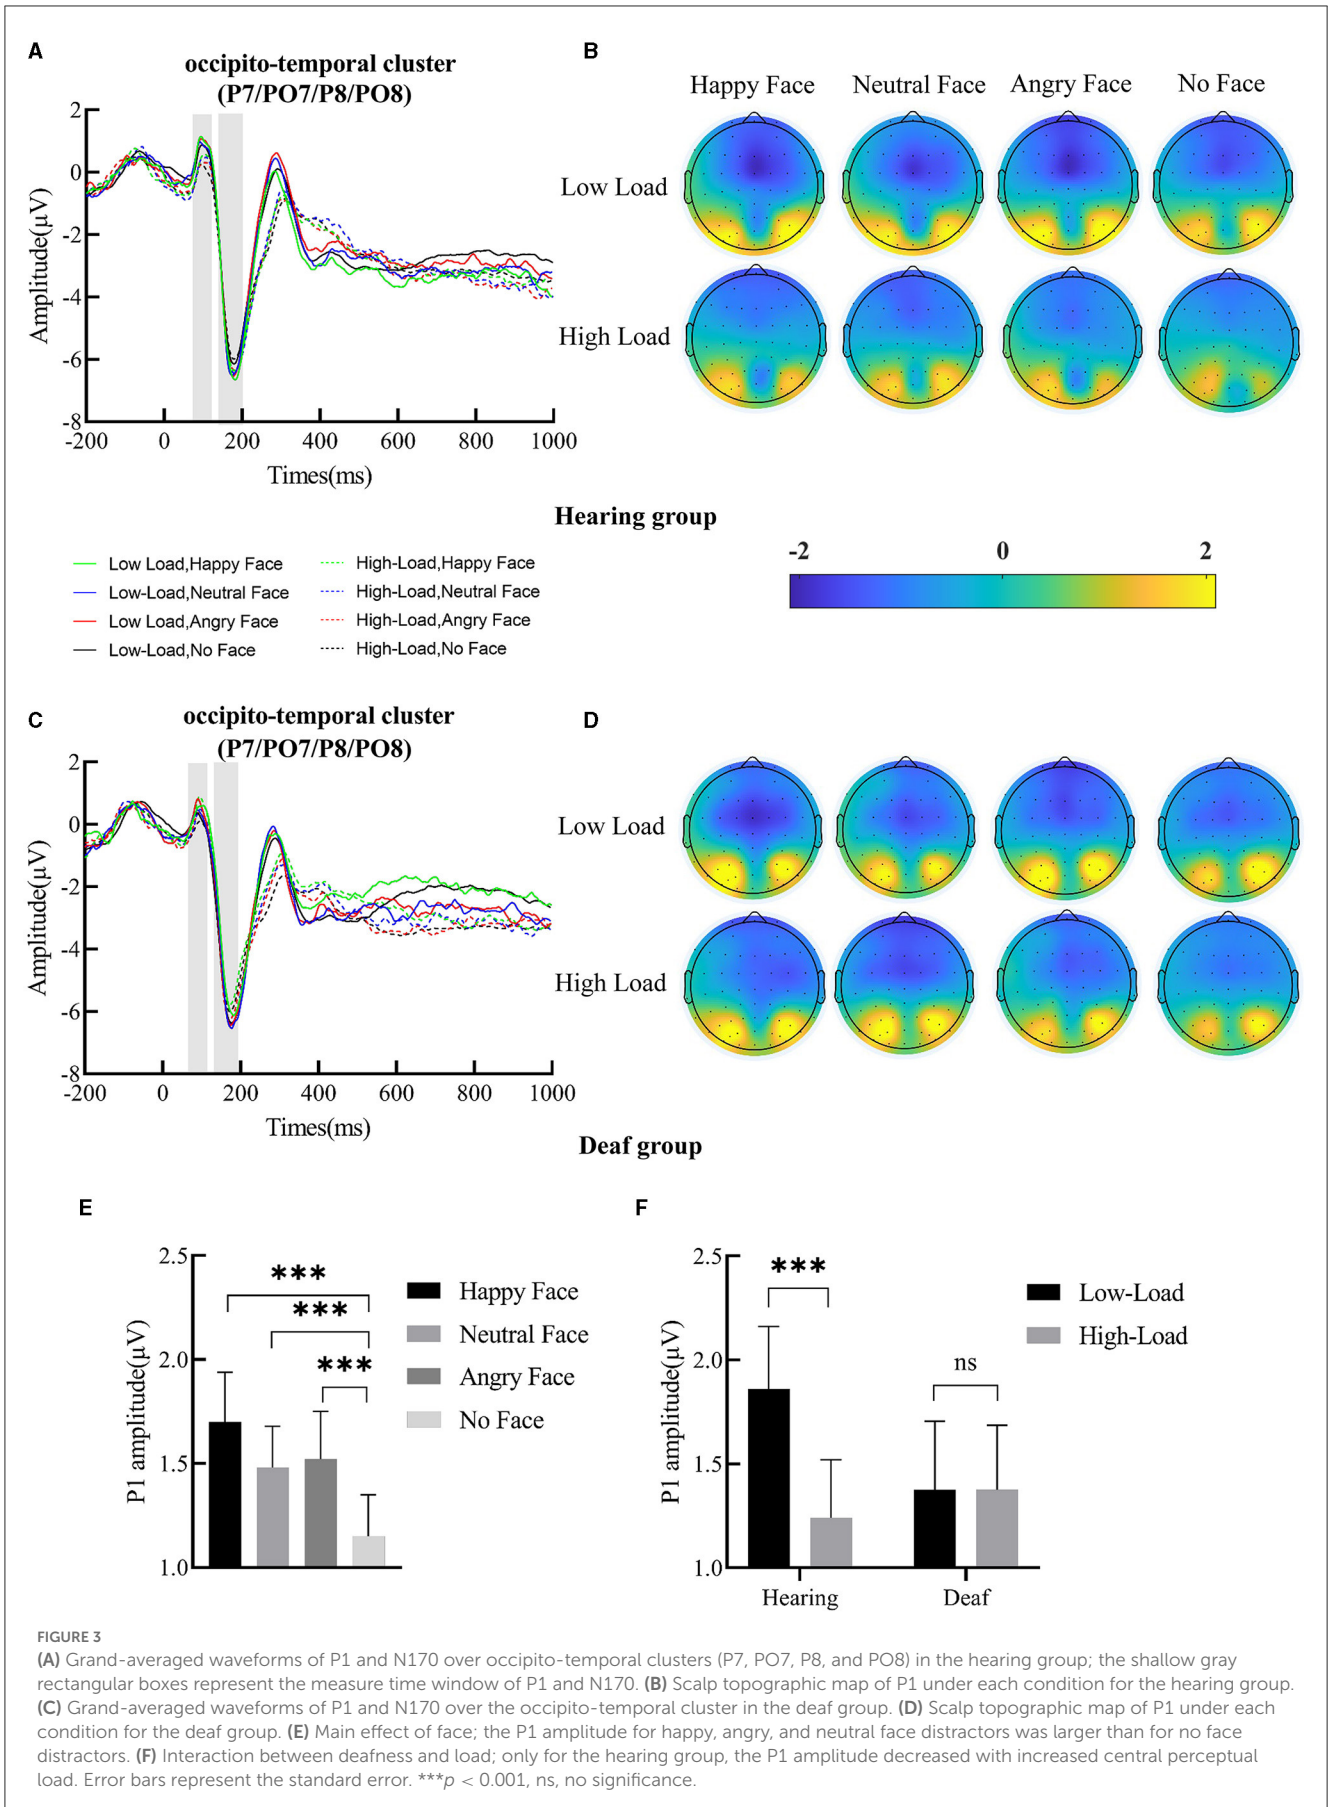 A
occipito-temporal cluster
(P7/PO7/P8/PO8)
2
0
-2
-4
-6
-8
Amplitude(µV)
-200 0 200 400 600 800 1000
Times(ms)
B
Happy Face Neutral Face Angry Face No Face
Low Load
High Load
Hearing group
Low Load,Happy Face
Low-Load,Neutral Face
Low Load,Angry Face
Low-Load,No Face
High-Load,Happy Face
High-Load,Neutral Face
High-Load,Angry Face
High-Load,No Face
-2 0 2
C
occipito-temporal cluster
(P7/PO7/P8/PO8)
2
0
-2
-4
-6
-8
Amplitude(µV)
-200 0 200 400 600 800 1000
Times(ms)
D
Low Load
High Load
Deaf group
E
2.5
2.0
1.5
1.0
P1 amplitude(µV)
***
***
***
Happy Face
Neutral Face
Angry Face
No Face
F
2.5
2.0
1.5
1.0
P1 amplitude(µV)
***
ns
Hearing Deaf
Low-Load
High-Load
FIGURE 3
(A) Grand-averaged waveforms of P1 and N170 over occipito-temporal clusters (P7, PO7, P8, and PO8) in the hearing group; the shallow gray
rectangular boxes represent the measure time window of P1 and N170. (B) Scalp topographic map of P1 under each condition for the hearing group.
(C) Grand-averaged waveforms of P1 and N170 over the occipito-temporal cluster in the deaf group. (D) Scalp topographic map of P1 under each
condition for the deaf group. (E) Main effect of face; the P1 amplitude for happy, angry, and neutral face distractors was larger than for no face
distractors. (F) Interaction between deafness and load; only for the hearing group, the P1 amplitude decreased with increased central perceptual
load. Error bars represent the standard error. ***p < 0.001, ns, no significance.